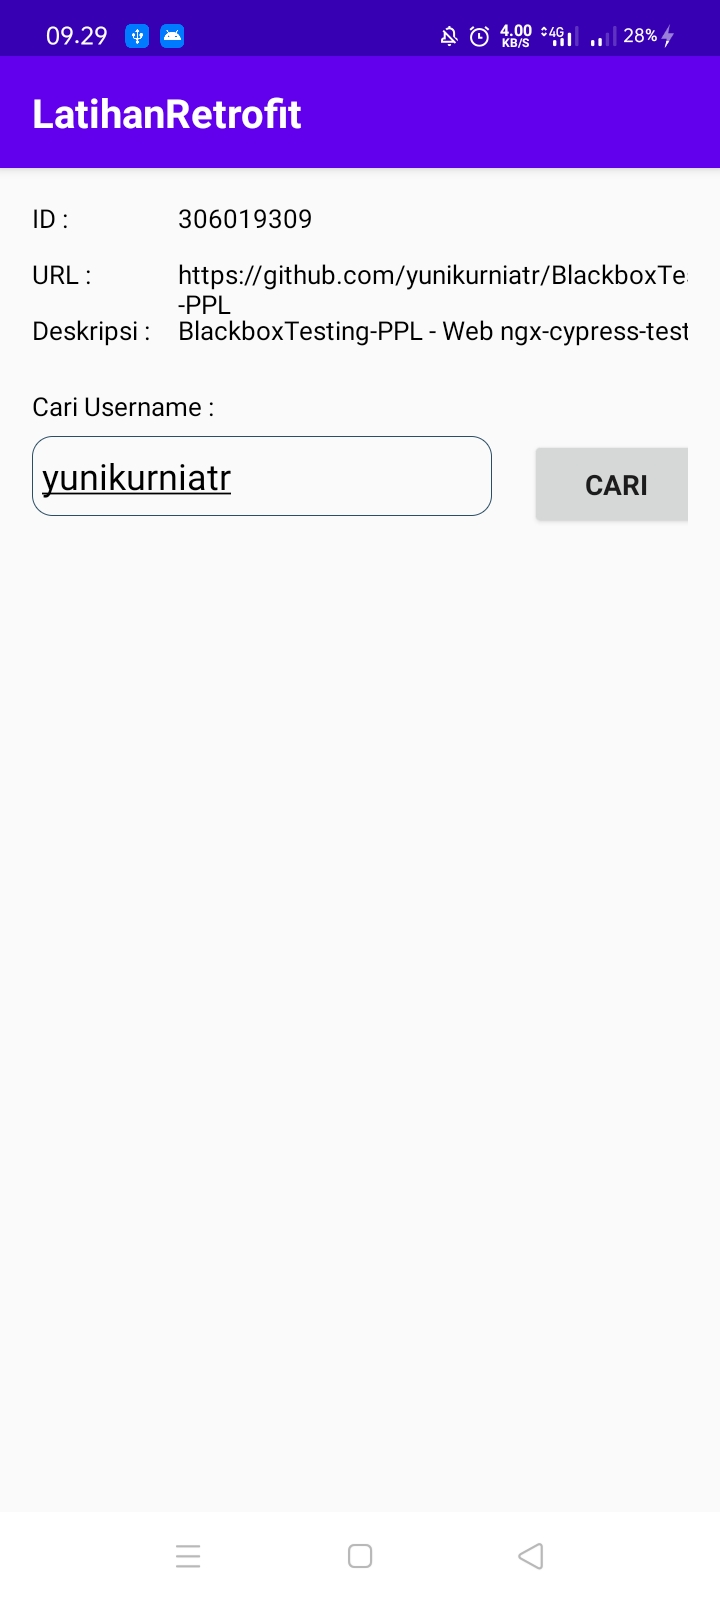 09.29 4.00 KB/S 4G 28%
LatihanRetrofit
ID : 306019309
URL : https://github.com/yunikurniatr/BlackboxTe
-PPL
Deskripsi : BlackboxTesting-PPL - Web ngx-cypress-test
Cari Username :
yunikurniatr CARI